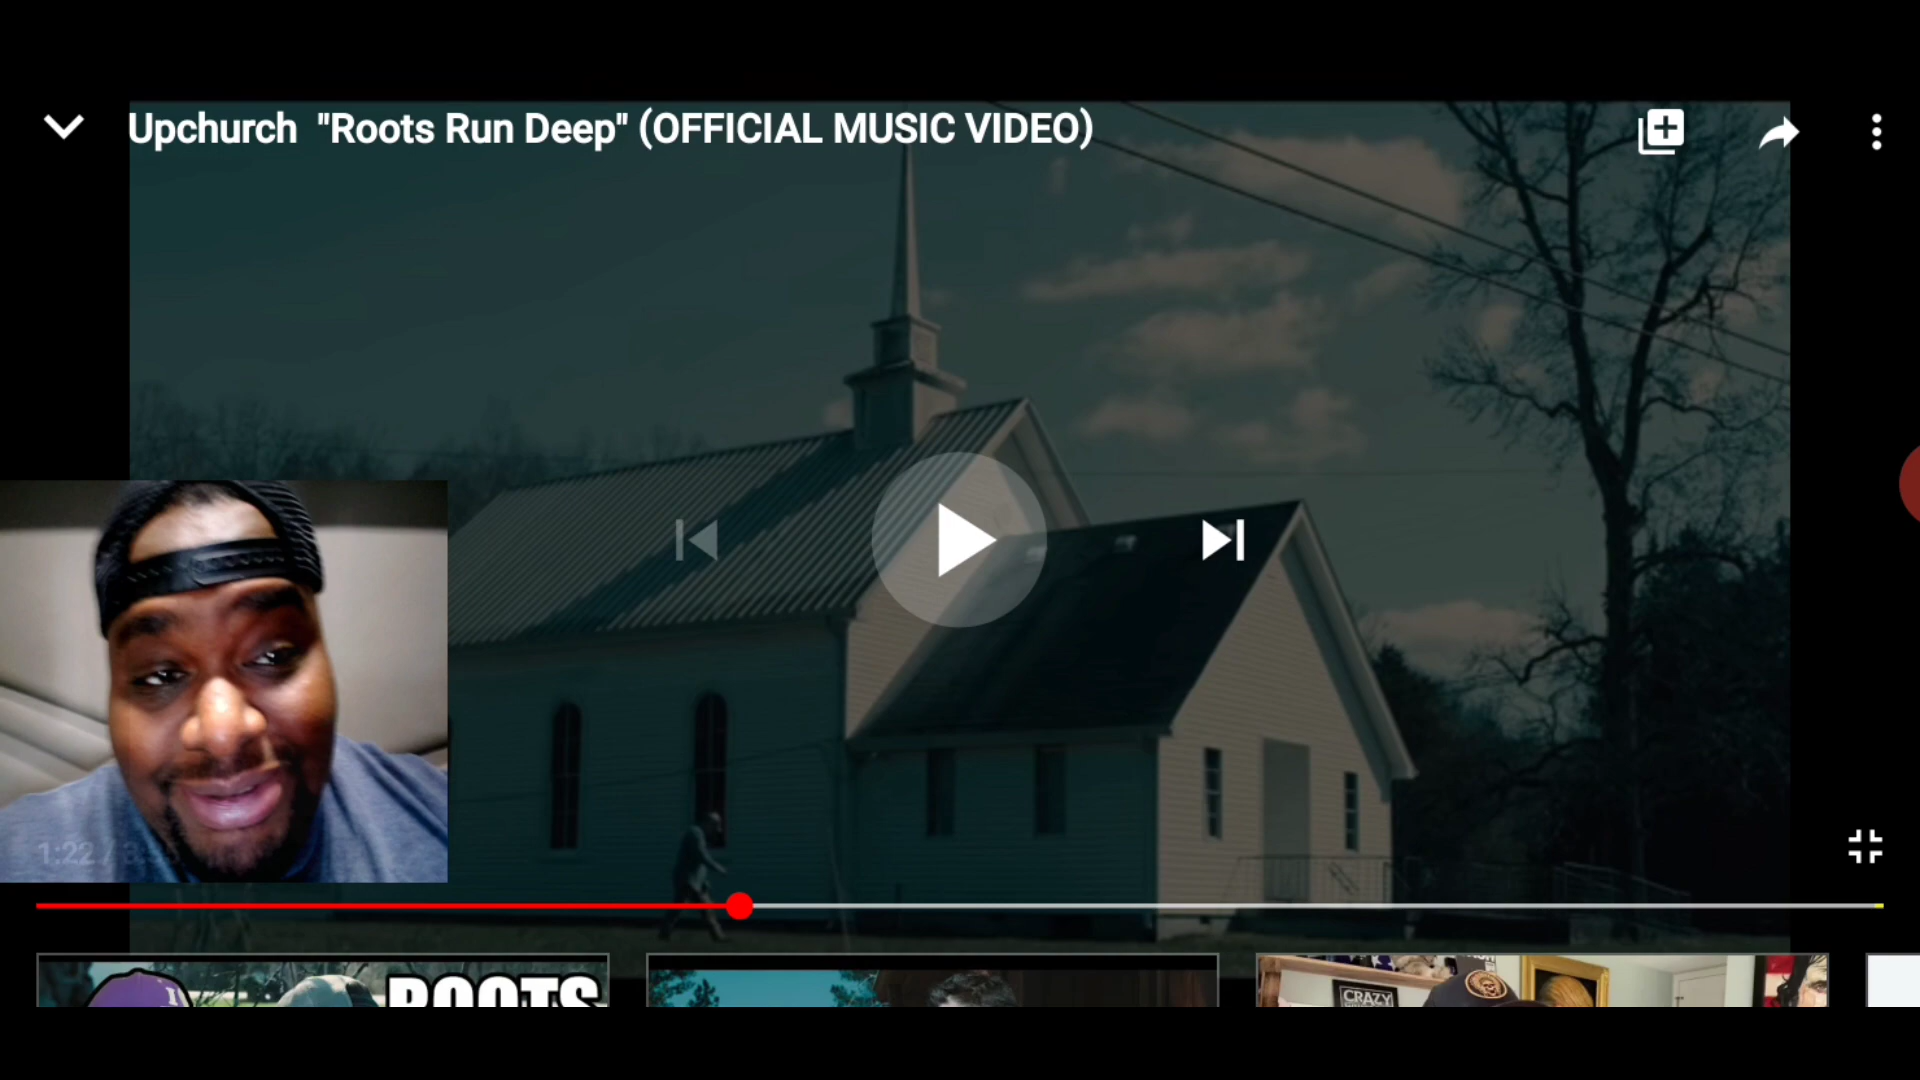 Upchurch "Roots Run Deep" (OFFICIAL MUSIC VIDEO)
1:22 /
ROOTS
CRAZY